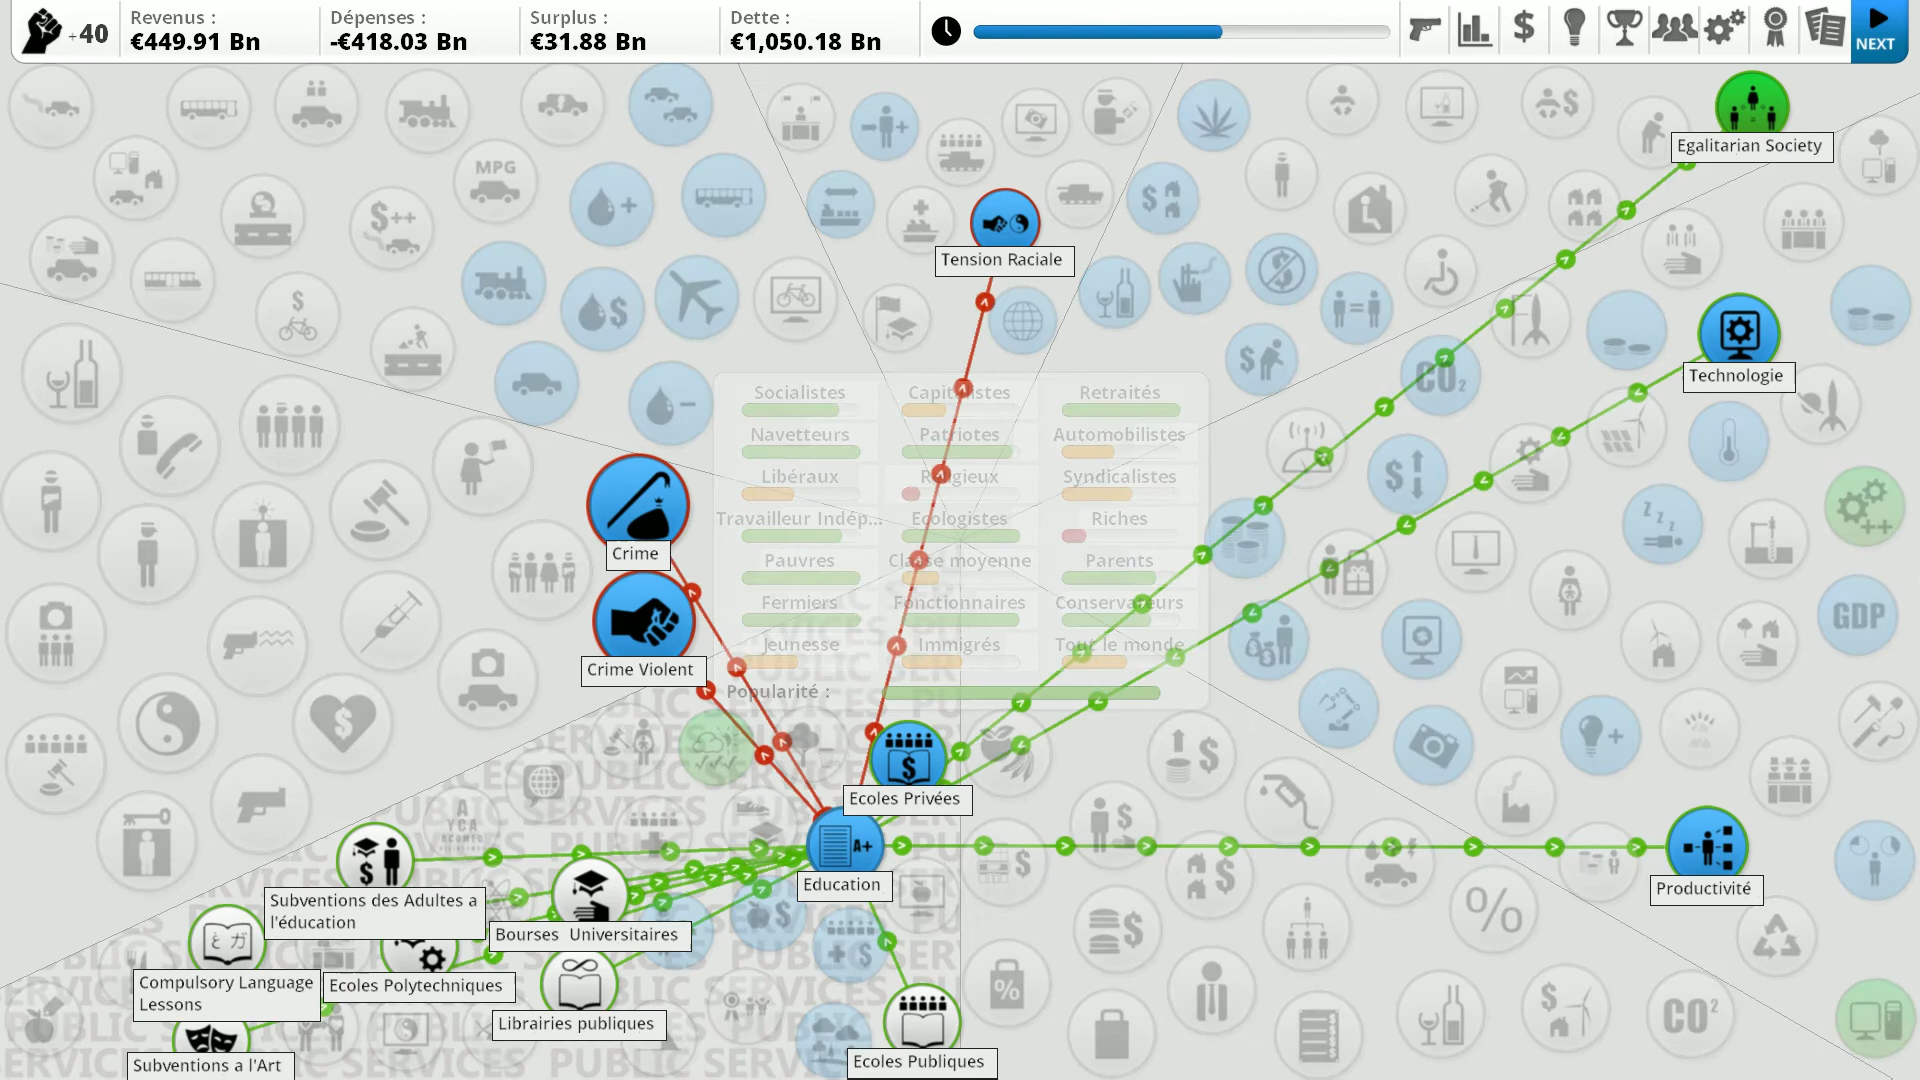 +40
Revenus :
€449.91 Bn
Dépenses :
-€418.03 Bn
Surplus :
€31.88 Bn
Dette :
€1,050.18 Bn
NEXT
Egalitarian Society
MPG
$++
Tension Raciale
Technologie
CO₂
Socialistes
Capitalistes
Retraités
Navetteurs
Patriotes
Automobilistes
Libéraux
Religieux
Syndicalistes
Travailleur Indép...
Ecologistes
Riches
Pauvres
Classe moyenne
Parents
Fermiers
Fonctionnaires
Conservateurs
Jeunesse
Immigrés
Tout le monde
Popularité :
Crime
Crime Violent
GDP
Ecoles Privées
A+
Education
Productivité
Subventions des Adultes a
l'éducation
Bourses Universitaires
Compulsory Language
Lessons
Ecoles Polytechniques
Librairies publiques
Subventions a l'Art
Ecoles Publiques
CO²
PUBLIC SERVICES